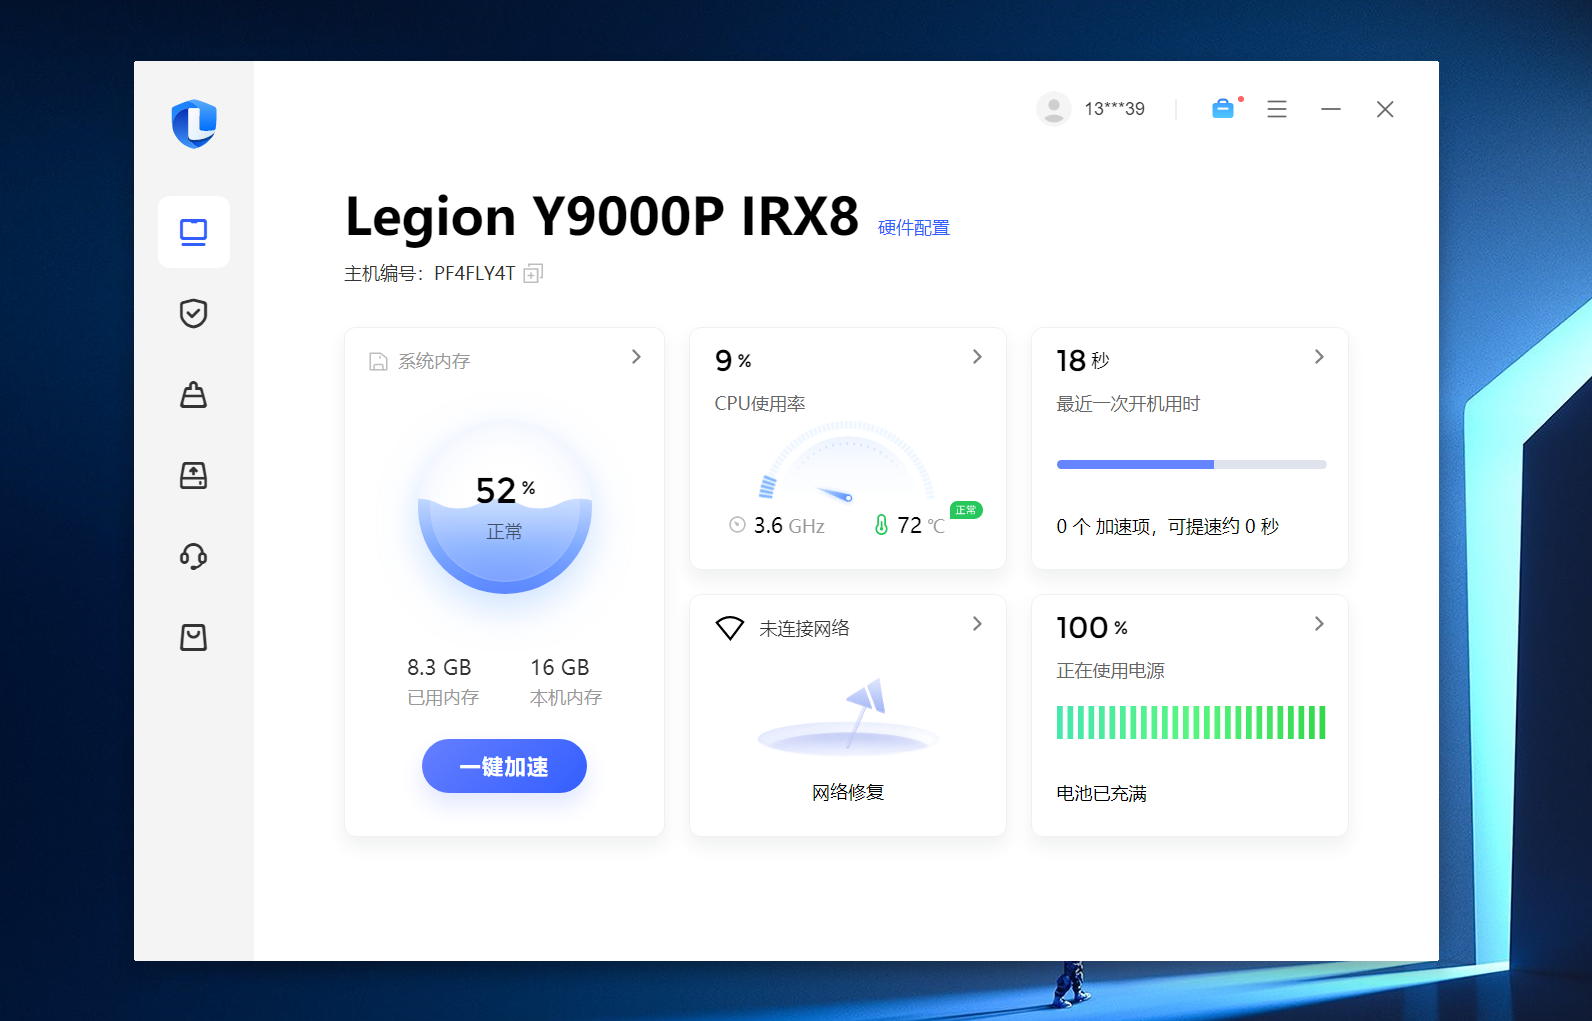 13***39
Legion Y9000P IRX8 硬件配置
主机编号：PF4FLY4T
系统内存
52 %
正常
8.3 GB 16 GB
已用内存 本机内存
一键加速
9 %
CPU使用率
3.6 GHz 72 ℃ 正常
18 秒
最近一次开机用时
0 个 加速项，可提速约 0 秒
未连接网络
网络修复
100 %
正在使用电源
电池已充满